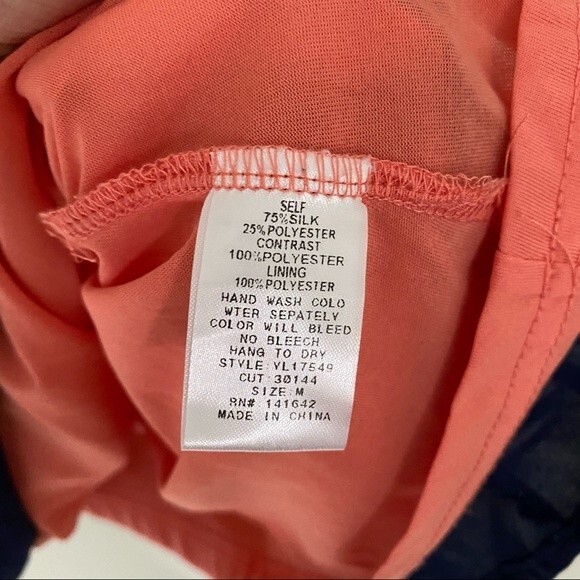 SELF
75%SILK
25%POLYESTER
CONTRAST
100%POLYESTER
LINING
100%POLYESTER
HAND WASH COLO
WTER SEPATELY
COLOR WILL BLEED
NO BLEECH
HANG TO DRY
STYLE:YL17549
CUT: 30144
SIZE:M
RN#: 141642
MADE IN CHINA